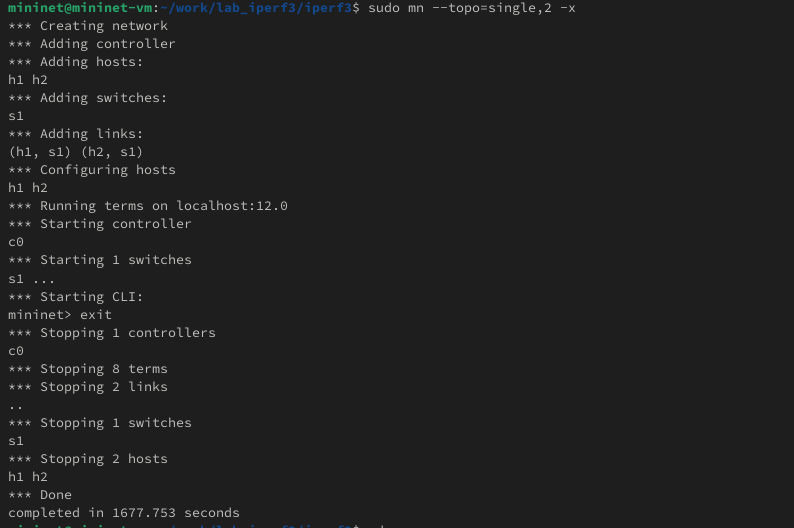 mininet@mininet-vm:~/work/lab_iperf3/iperf3$ sudo mn --topo=single,2 -x
*** Creating network
*** Adding controller
*** Adding hosts:
h1 h2
*** Adding switches:
s1
*** Adding links:
(h1, s1) (h2, s1)
*** Configuring hosts
h1 h2
*** Running terms on localhost:12.0
*** Starting controller
c0
*** Starting 1 switches
s1 ...
*** Starting CLI:
mininet> exit
*** Stopping 1 controllers
c0
*** Stopping 8 terms
*** Stopping 2 links
..
*** Stopping 1 switches
s1
*** Stopping 2 hosts
h1 h2
*** Done
completed in 1677.753 seconds